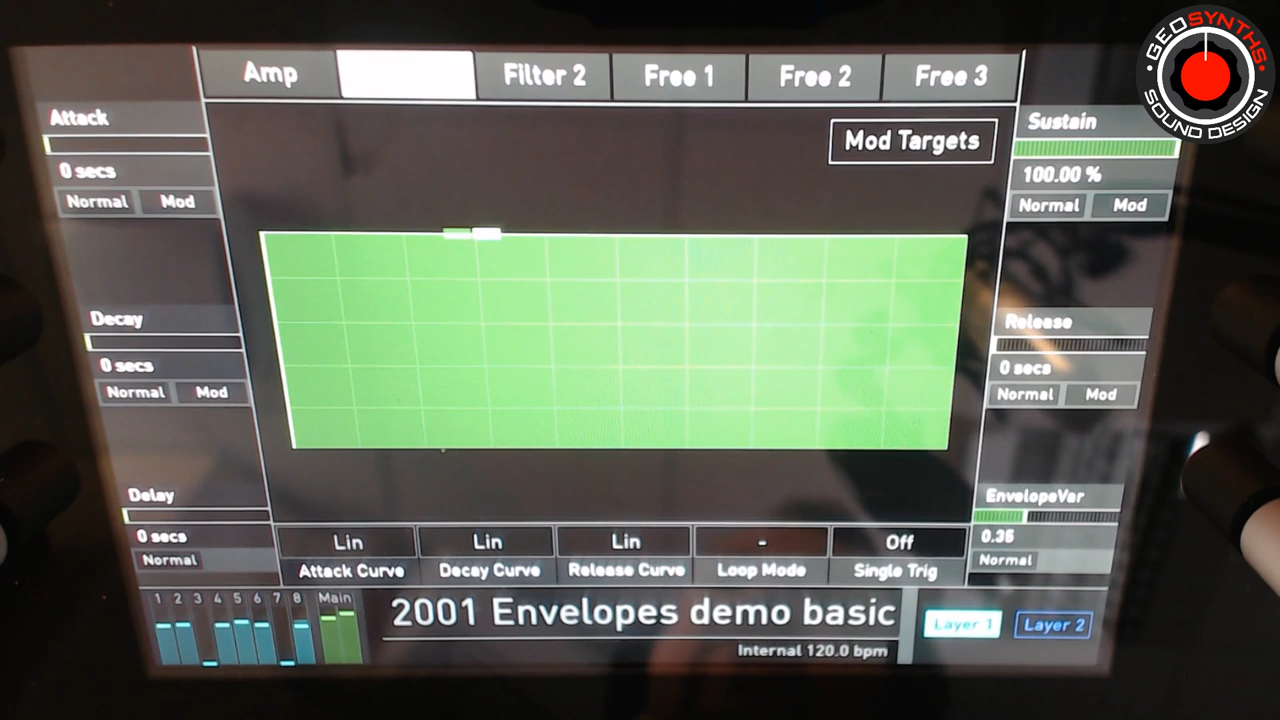 GEOSYNTHS
SOUND DESIGN
Amp
Filter 2
Free 1
Free 2
Free 3
Mod Targets
Attack
0 secs
Normal Mod
Decay
0 secs
Normal Mod
Delay
0 secs
Normal
Sustain
100.00 %
Normal Mod
Release
0 secs
Normal Mod
EnvelopeVar
0.35
Normal
Lin Lin Lin - Off
Attack Curve Decay Curve Release Curve Loop Mode Single Trig
1 2 3 4 5 6 7 8 Main
2001 Envelopes demo basic
Internal 120.0 bpm
Layer 1 Layer 2